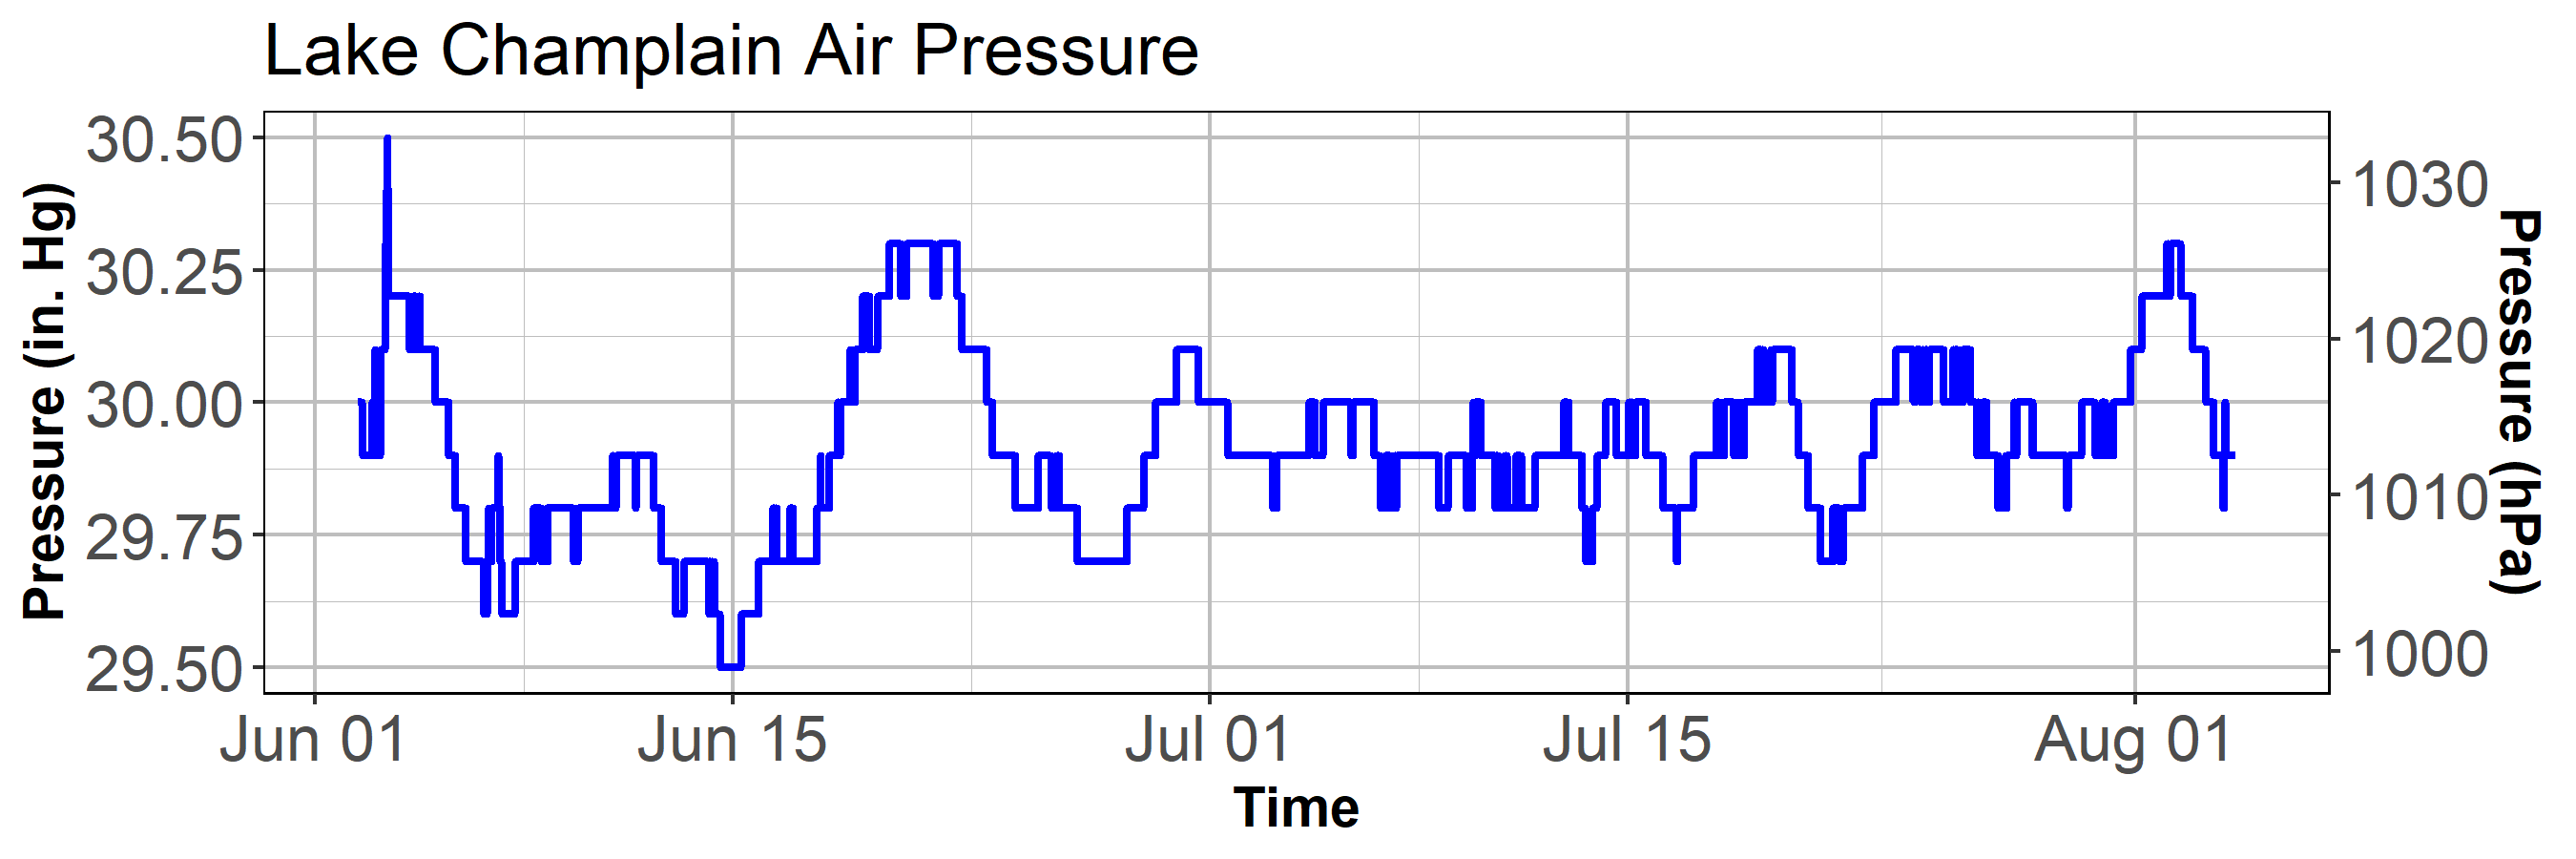 Lake Champlain Air Pressure
Pressure (in. Hg)
30.50
30.25
30.00
29.75
29.50
1030
1020
1010
1000
Pressure (hPa)
Jun 01 Jun 15 Jul 01 Jul 15 Aug 01
Time